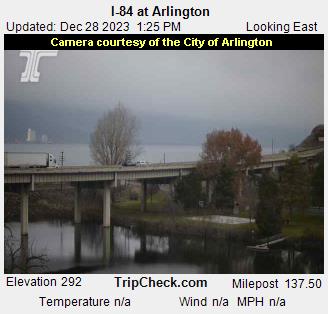 I-84 at Arlington
Updated: Dec 28 2023 1:25 PM Looking East
Camera courtesy of the City of Arlington
Elevation 292 TripCheck.com Milepost 137.50
Temperature n/a Wind n/a MPH n/a